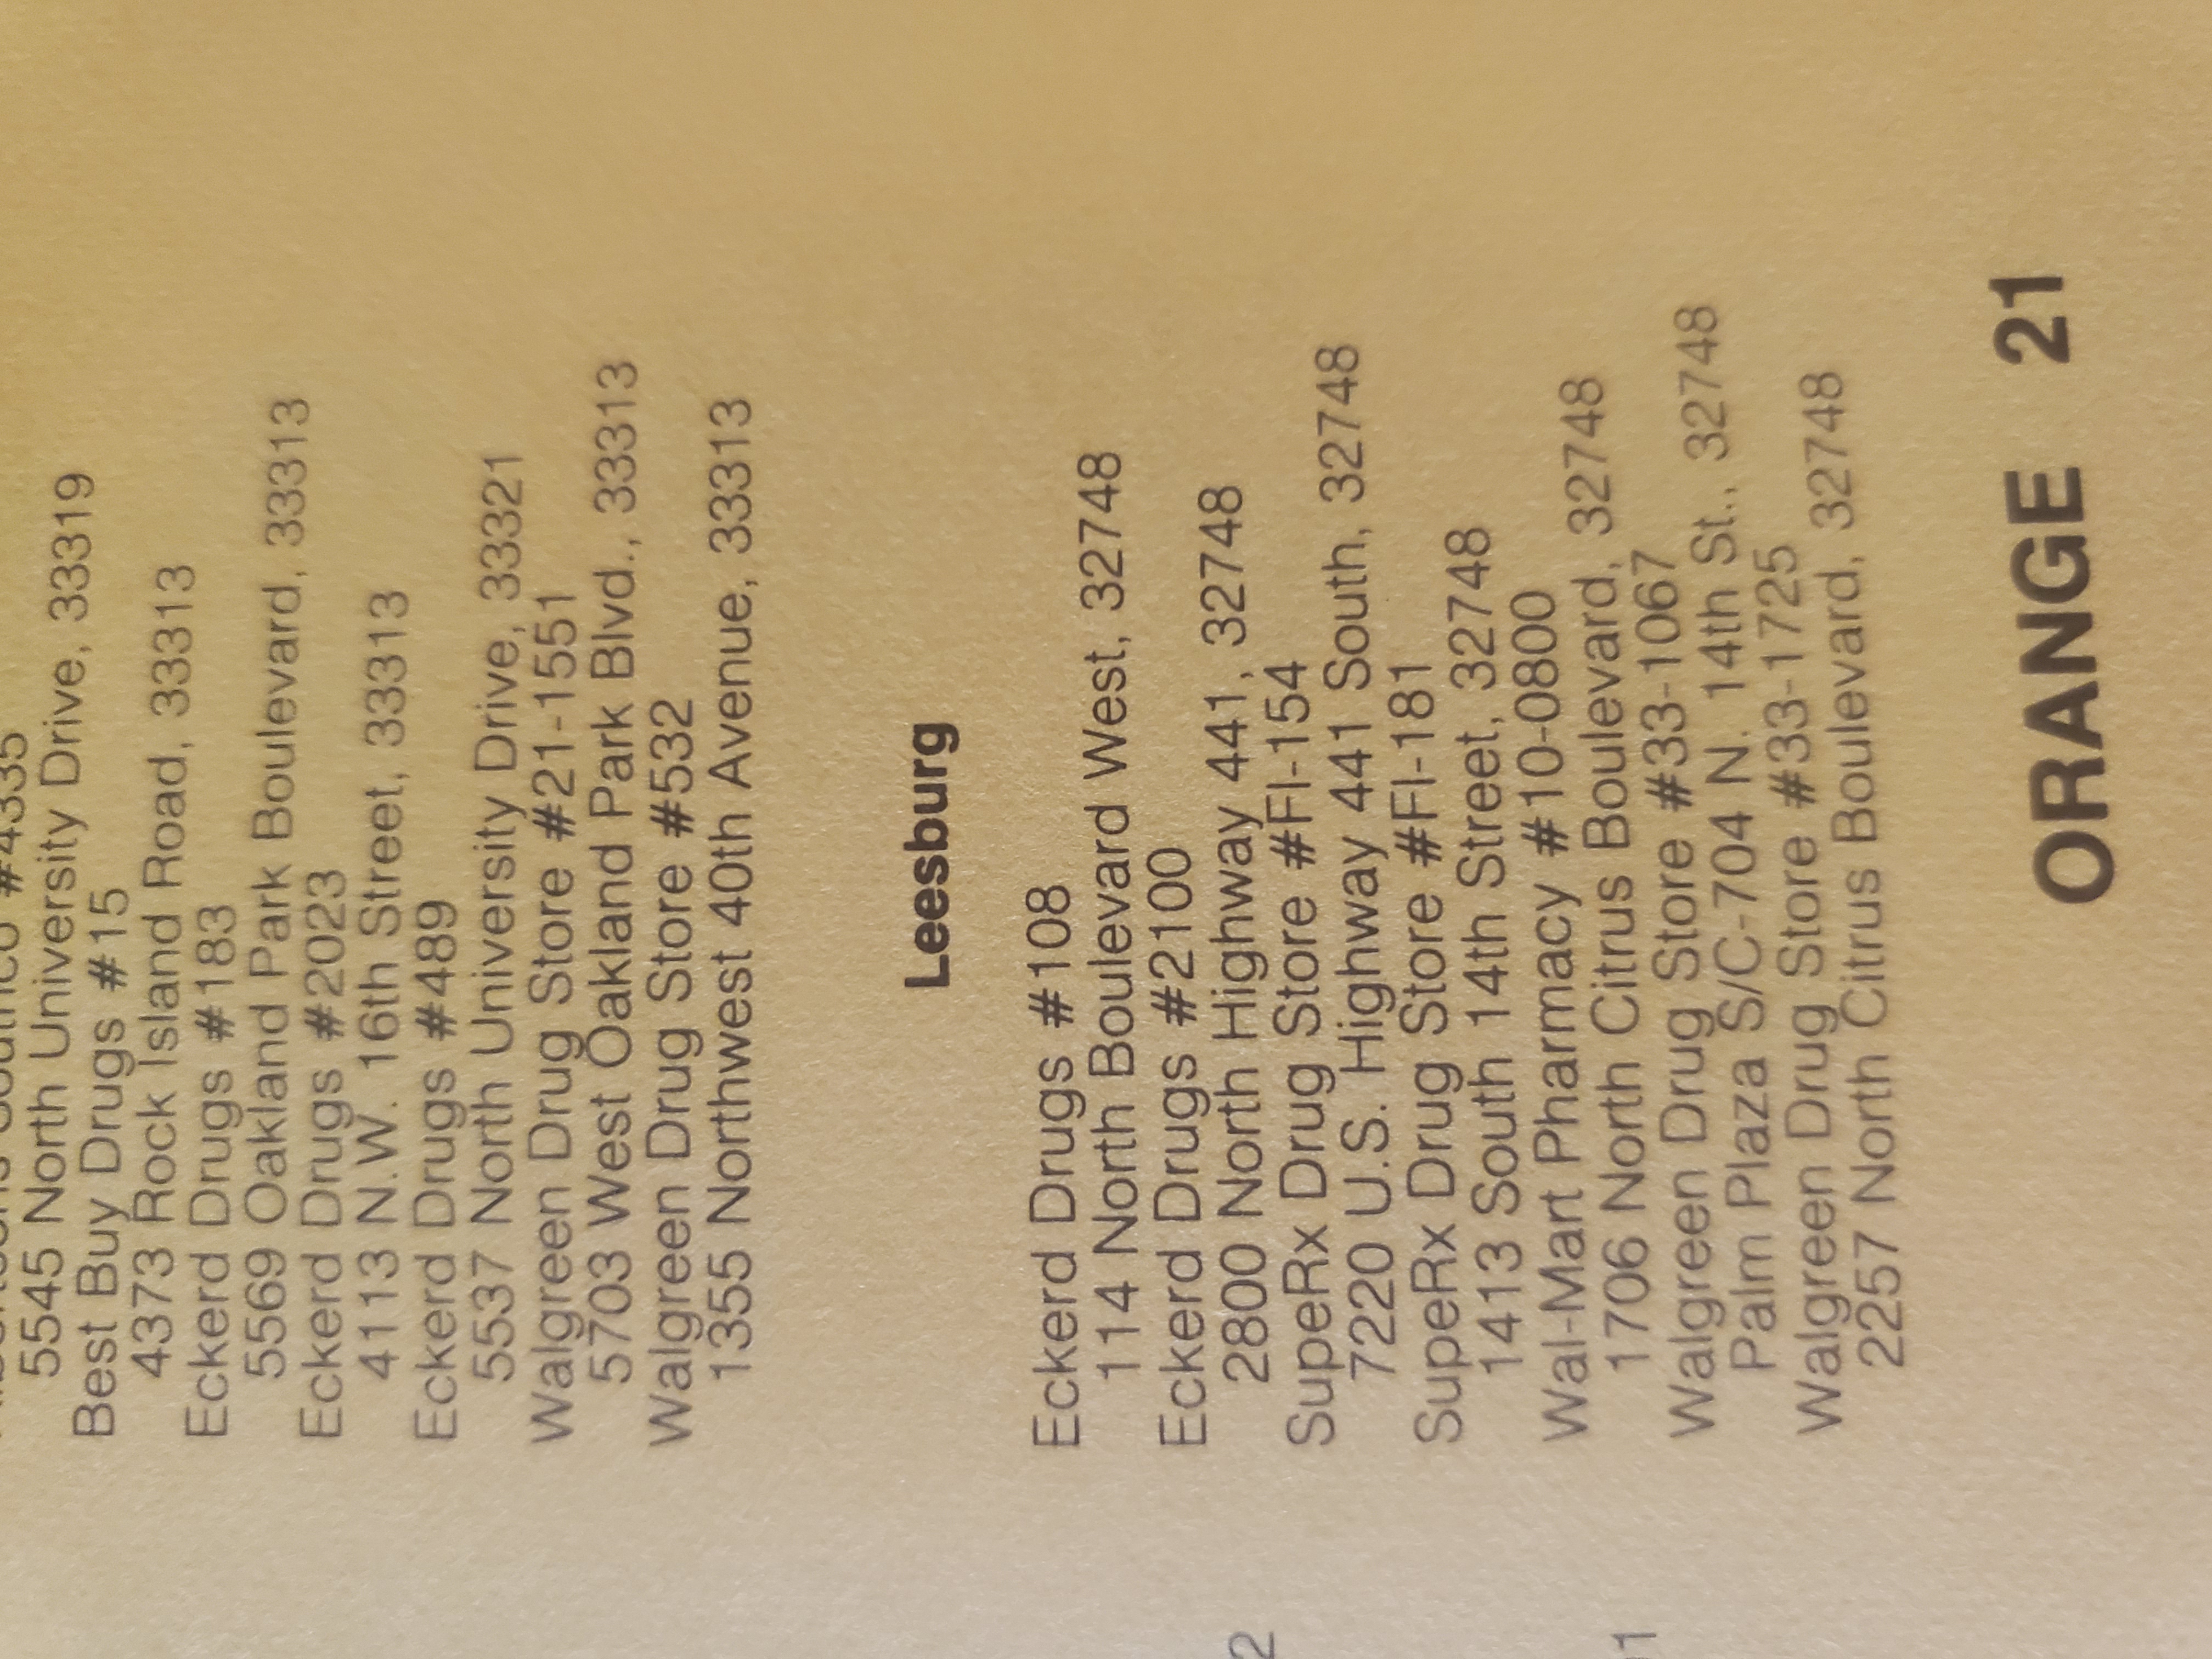 #4335
5545 North University Drive, 33319
Best Buy Drugs #15
4373 Rock Island Road, 33313
Eckerd Drugs #183
5569 Oakland Park Boulevard, 33313
Eckerd Drugs #2023
4113 N.W. 16th Street, 33313
Eckerd Drugs #489
5537 North University Drive, 33321
Walgreen Drug Store #21-1551
5703 West Oakland Park Blvd., 33313
Walgreen Drug Store #532
1355 Northwest 40th Avenue, 33313
Leesburg
Eckerd Drugs #108
114 North Boulevard West, 32748
Eckerd Drugs #2100
2800 North Highway 441, 32748
SupeRx Drug Store #Fl-154
7220 U.S. Highway 441 South, 32748
SupeRx Drug Store #Fl-181
1413 South 14th Street, 32748
Wal-Mart Pharmacy #10-0800
1706 North Citrus Boulevard, 32748
Walgreen Drug Store #33-1067
Palm Plaza S/C-704 N. 14th St., 32748
Walgreen Drug Store #33-1725
2257 North Citrus Boulevard, 32748
ORANGE 21